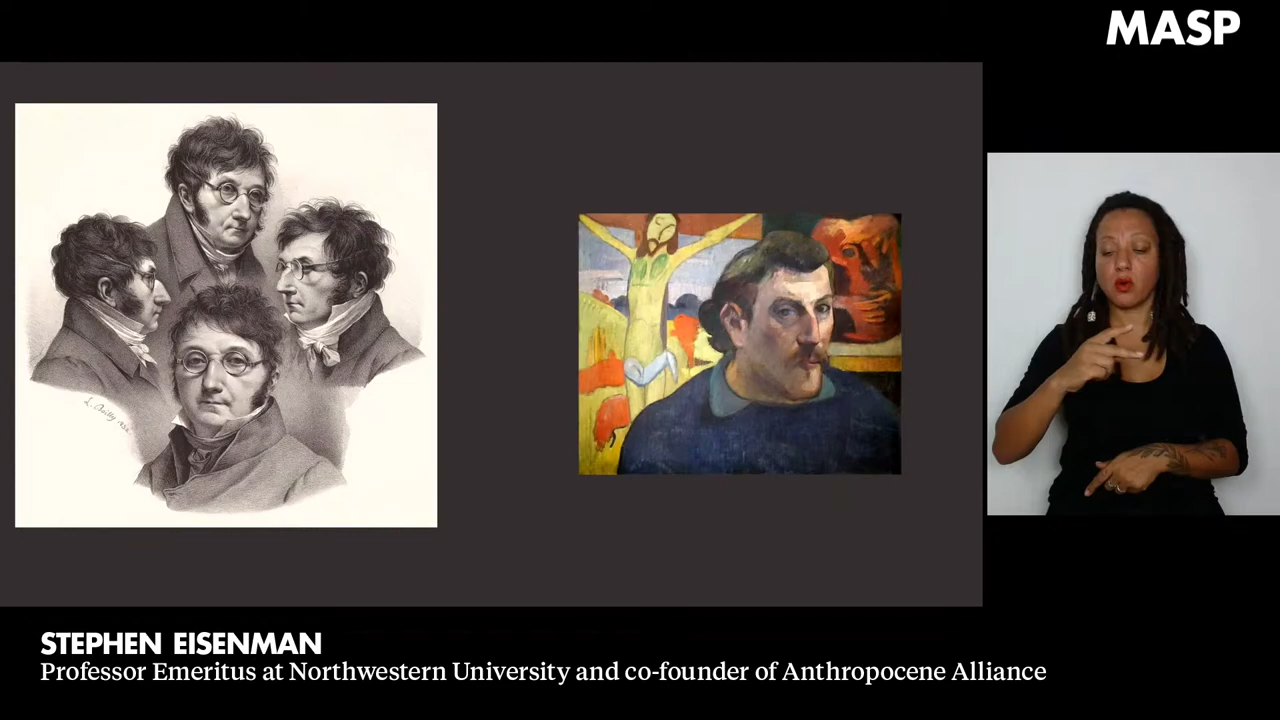 MASP
STEPHEN EISENMAN
Professor Emeritus at Northwestern University and co-founder of Anthropocene Alliance